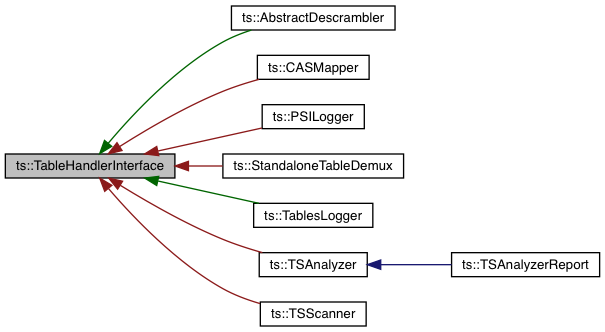 ts::AbstractDescrambler
ts::CASMapper
ts::PSILogger
ts::TableHandlerInterface
ts::StandaloneTableDemux
ts::TablesLogger
ts::TSAnalyzer
ts::TSAnalyzerReport
ts::TSScanner